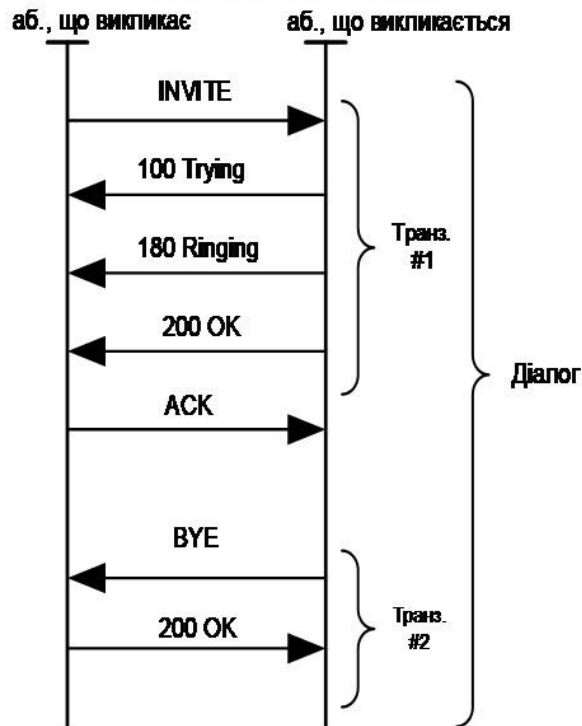 аб., що викликає
аб., що викликається
INVITE
100 Trying
180 Ringing
200 OK
ACK
Транз.
#1
Діалог
BYE
200 OK
Транз.
#2